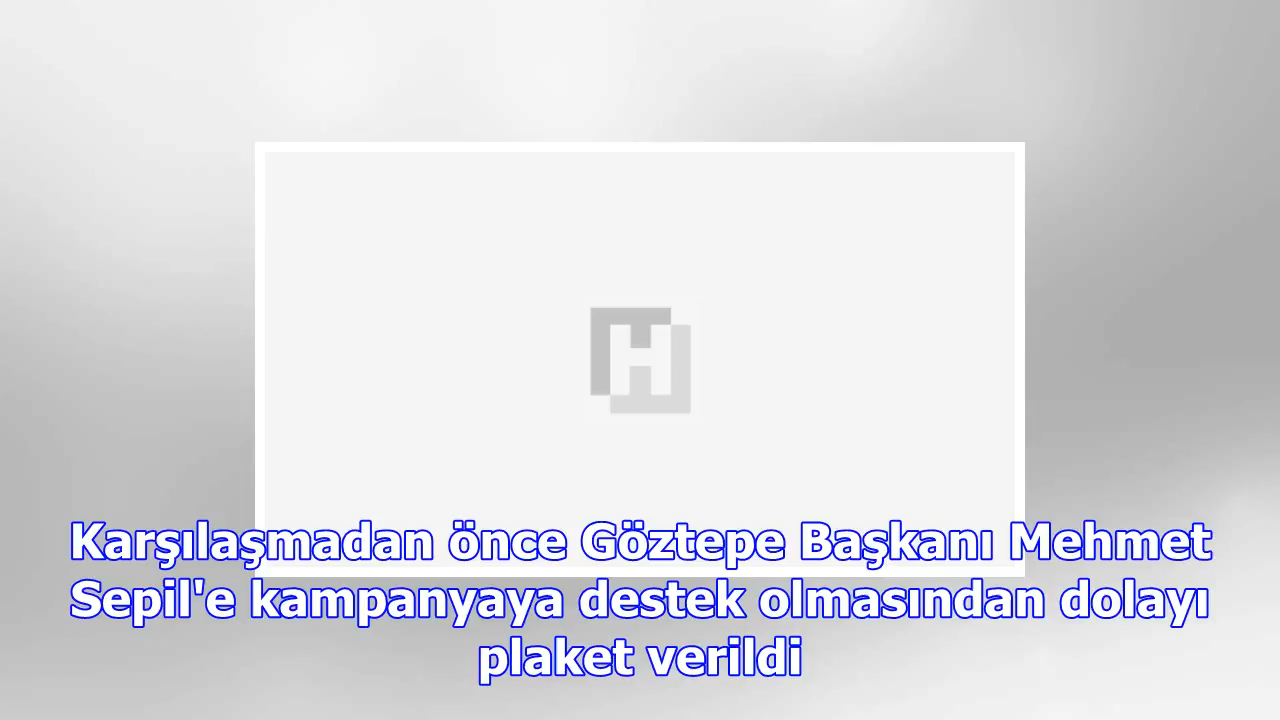 H
Karşılaşmadan önce Göztepe Başkanı Mehmet
Sepil'e kampanyaya destek olmasından dolayı
plaket verildi